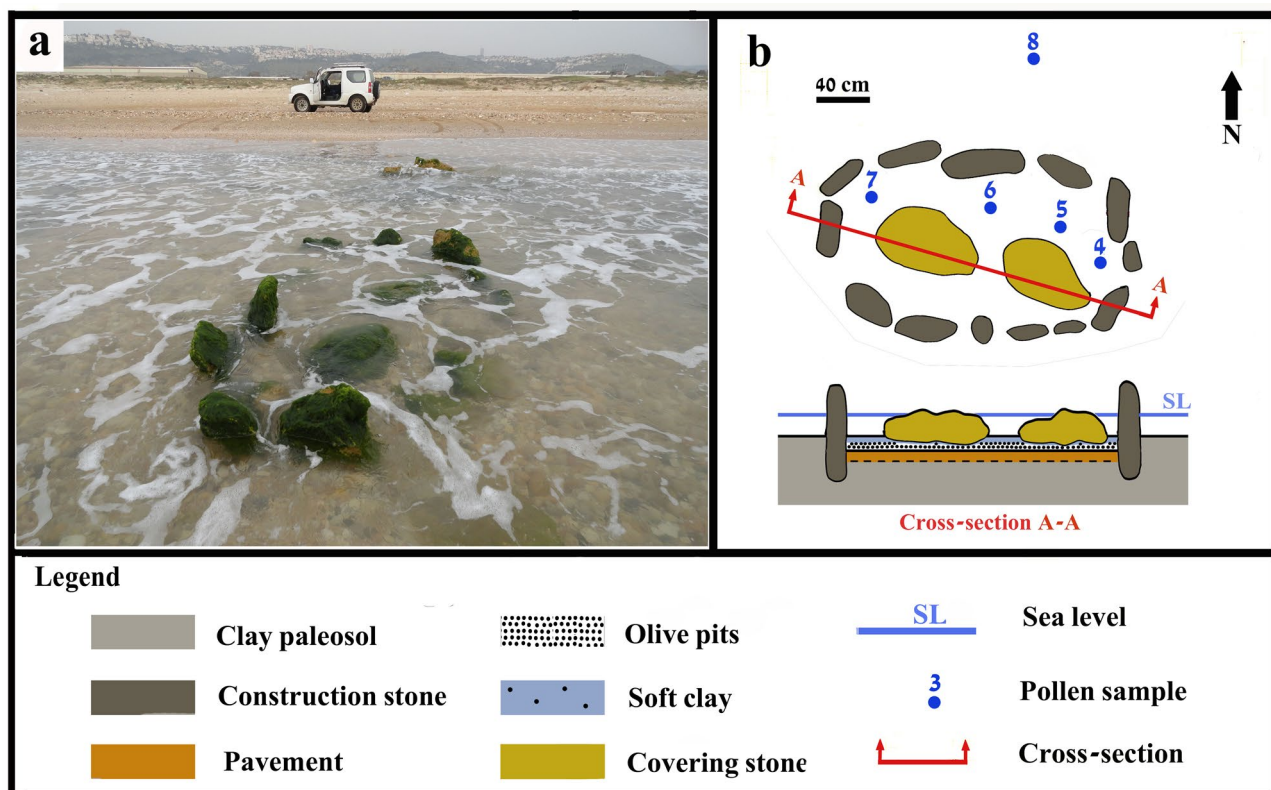 a
b
8
40 cm
N
A
7
6
5
4
A
SL
Cross-section A-A
Legend
Clay paleosol
Olive pits
SL
Sea level
Construction stone
Soft clay
3
Pollen sample
Pavement
Covering stone
Cross-section